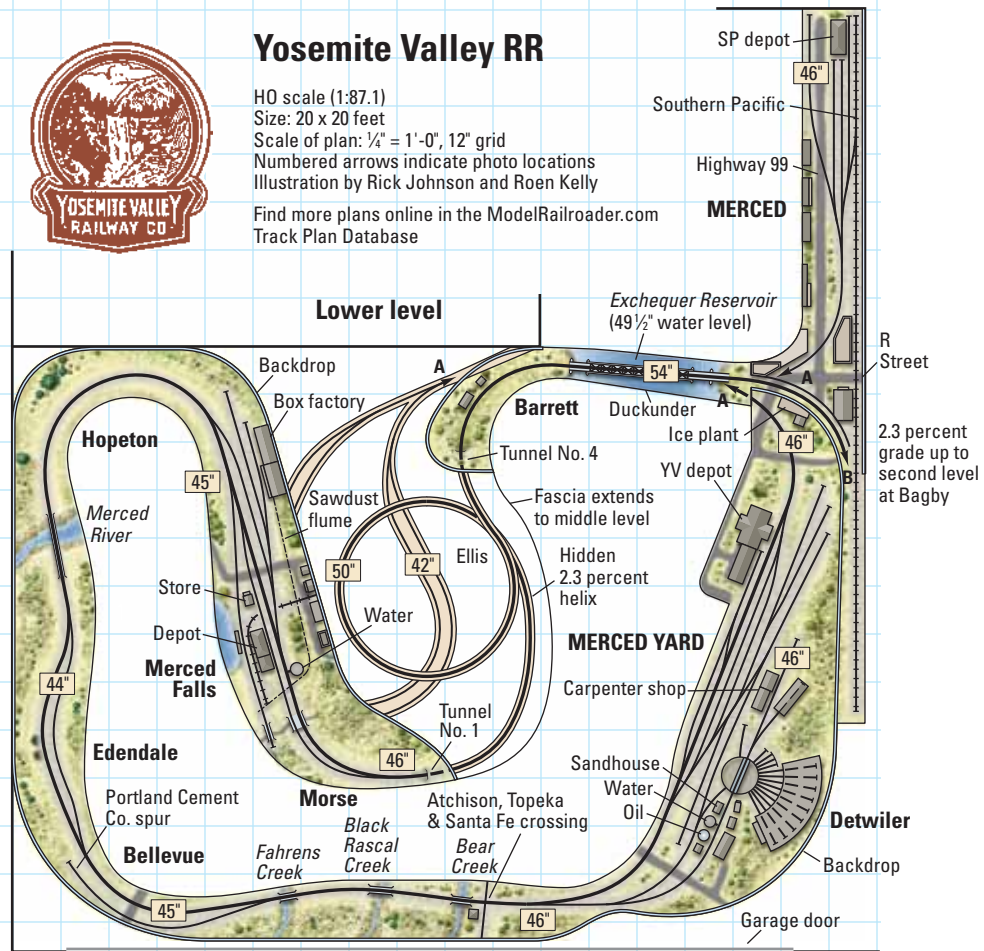 Yosemite Valley RR
HO scale (1:87.1)
Size: 20 x 20 feet
Scale of plan: ¼" = 1'-0", 12" grid
Numbered arrows indicate photo locations
Illustration by Rick Johnson and Roen Kelly
Find more plans online in the ModelRailroader.com
Track Plan Database
YOSEMITE VALLEY
RAILWAY CO.
SP depot
46"
Southern Pacific
Highway 99
MERCED
Lower level
Exchequer Reservoir
(49½" water level)
R
Street
A
54"
A
A
Backdrop
Box factory
Barrett
Duckunder
Ice plant
46"
Hopeton
Tunnel No. 4
2.3 percent
grade up to
second level
at Bagby
B
YV depot
45"
Sawdust
flume
Fascia extends
to middle level
Merced
River
Ellis
Hidden
2.3 percent
helix
50"
42"
Store
Water
Depot
MERCED YARD
Merced
Falls
46"
44"
Carpenter shop
Tunnel
No. 1
Edendale
46"
Sandhouse
Water
Oil
Morse
Portland Cement
Co. spur
Atchison, Topeka
& Santa Fe crossing
Detwiler
Black
Rascal
Creek
Bellevue
Fahrens
Creek
Bear
Creek
Backdrop
45"
46"
Garage door